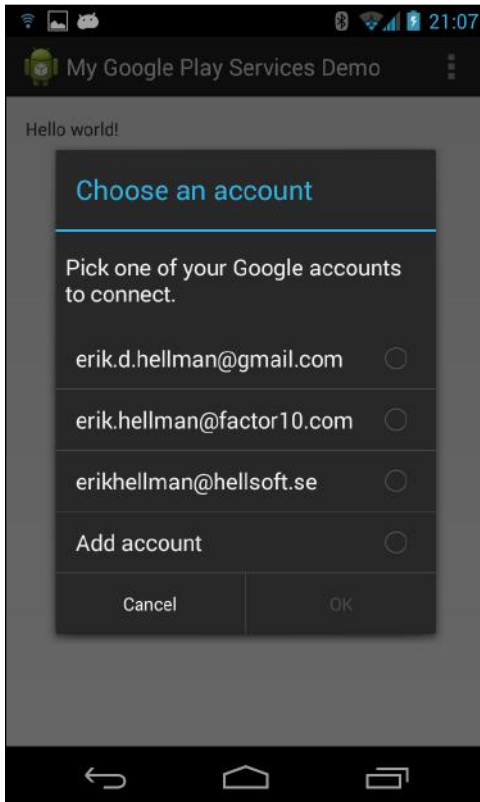 21:07
My Google Play Services Demo
Hello world!
Choose an account
Pick one of your Google accounts
to connect.
erik.d.hellman@gmail.com
erik.hellman@factor10.com
erikhellman@hellsoft.se
Add account
Cancel OK